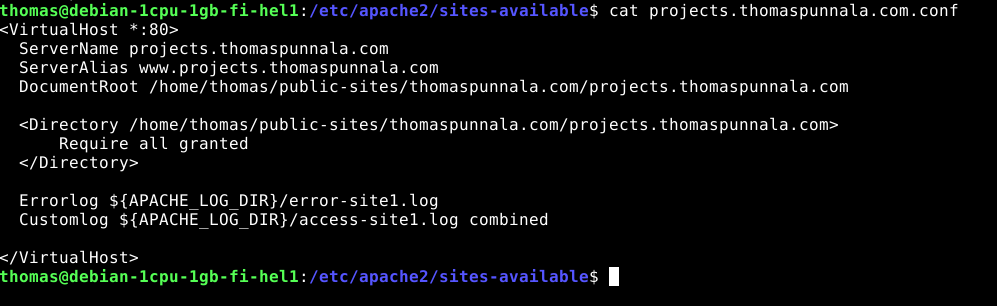 thomas@debian-1cpu-1gb-fi-hel1:/etc/apache2/sites-available$ cat projects.thomaspunnala.com.conf
<VirtualHost *:80>
  ServerName projects.thomaspunnala.com
  ServerAlias www.projects.thomaspunnala.com
  DocumentRoot /home/thomas/public-sites/thomaspunnala.com/projects.thomaspunnala.com

  <Directory /home/thomas/public-sites/thomaspunnala.com/projects.thomaspunnala.com>
      Require all granted
  </Directory>

  Errorlog ${APACHE_LOG_DIR}/error-site1.log
  Customlog ${APACHE_LOG_DIR}/access-site1.log combined

</VirtualHost>
thomas@debian-1cpu-1gb-fi-hel1:/etc/apache2/sites-available$